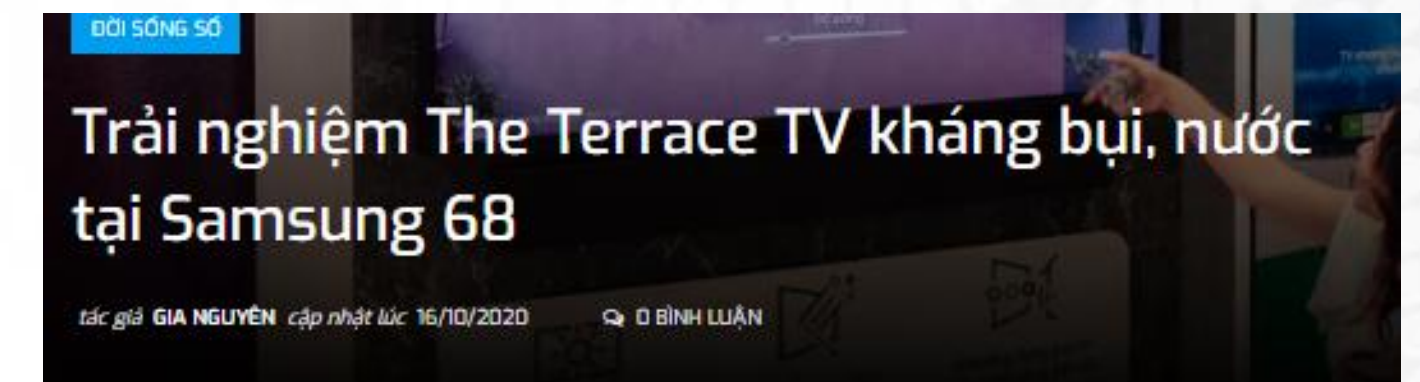 ĐỜI SỐNG SỐ
Trải nghiệm The Terrace TV kháng bụi, nước
tại Samsung 68
tác giả GIA NGUYÊN cập nhật lúc 16/10/2020 0 BÌNH LUẬN